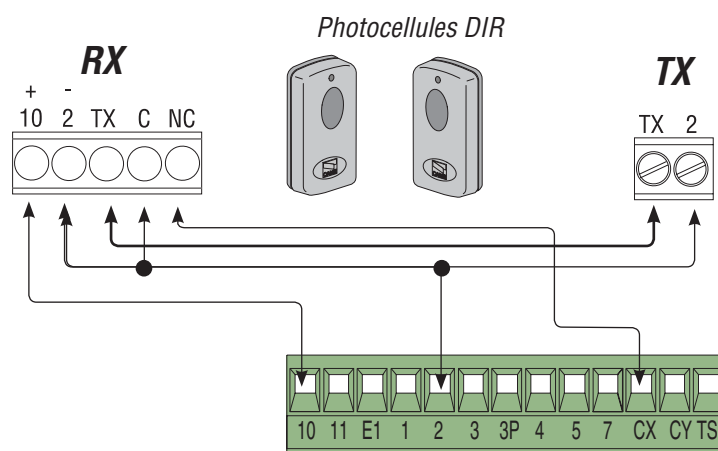 Photocellules DIR
RX
TX
+ -
10 2 TX C NC
TX 2
10 11 E1 1 2 3 3P 4 5 7 CX CY TS